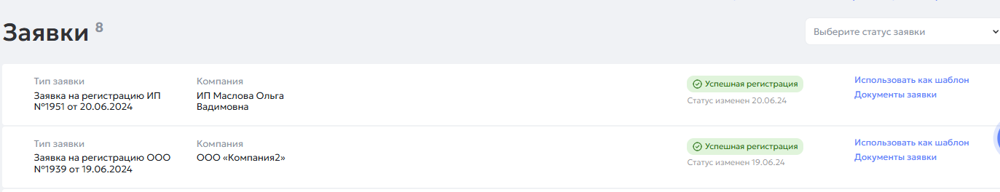 Заявки 8
Выберите статус заявки
Тип заявки
Компания
Заявка на регистрацию ИП
№1951 от 20.06.2024
ИП Маслова Ольга
Вадимовна
Успешная регистрация
Статус изменен 20.06.24
Использовать как шаблон
Документы заявки
Тип заявки
Компания
Заявка на регистрацию ООО
№1939 от 19.06.2024
ООО «Компания2»
Успешная регистрация
Статус изменен 19.06.24
Использовать как шаблон
Документы заявки